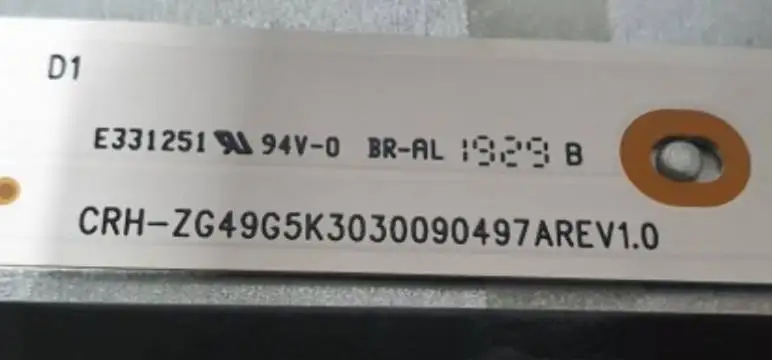 D1
E331251 94V-0 BR-AL 1929 B
CRH-ZG49G5K3030090497AREV1.0